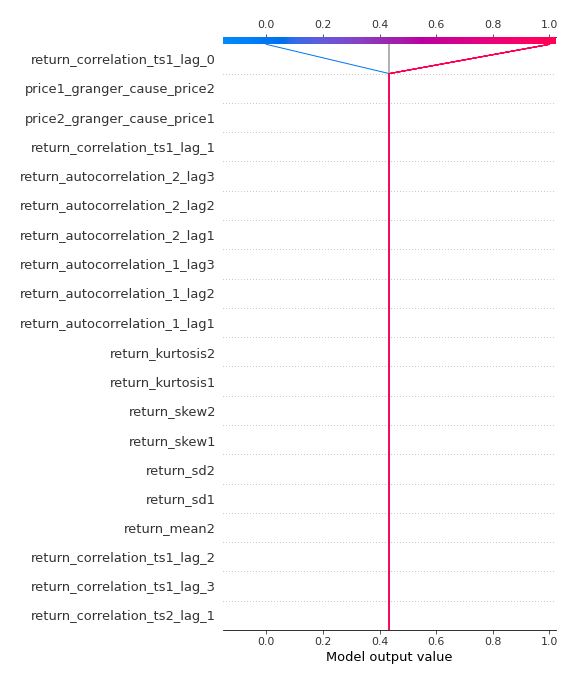 0.0 0.2 0.4 0.6 0.8 1.0
return_correlation_ts1_lag_0
price1_granger_cause_price2
price2_granger_cause_price1
return_correlation_ts1_lag_1
return_autocorrelation_2_lag3
return_autocorrelation_2_lag2
return_autocorrelation_2_lag1
return_autocorrelation_1_lag3
return_autocorrelation_1_lag2
return_autocorrelation_1_lag1
return_kurtosis2
return_kurtosis1
return_skew2
return_skew1
return_sd2
return_sd1
return_mean2
return_correlation_ts1_lag_2
return_correlation_ts1_lag_3
return_correlation_ts2_lag_1
0.0 0.2 0.4 0.6 0.8 1.0
Model output value